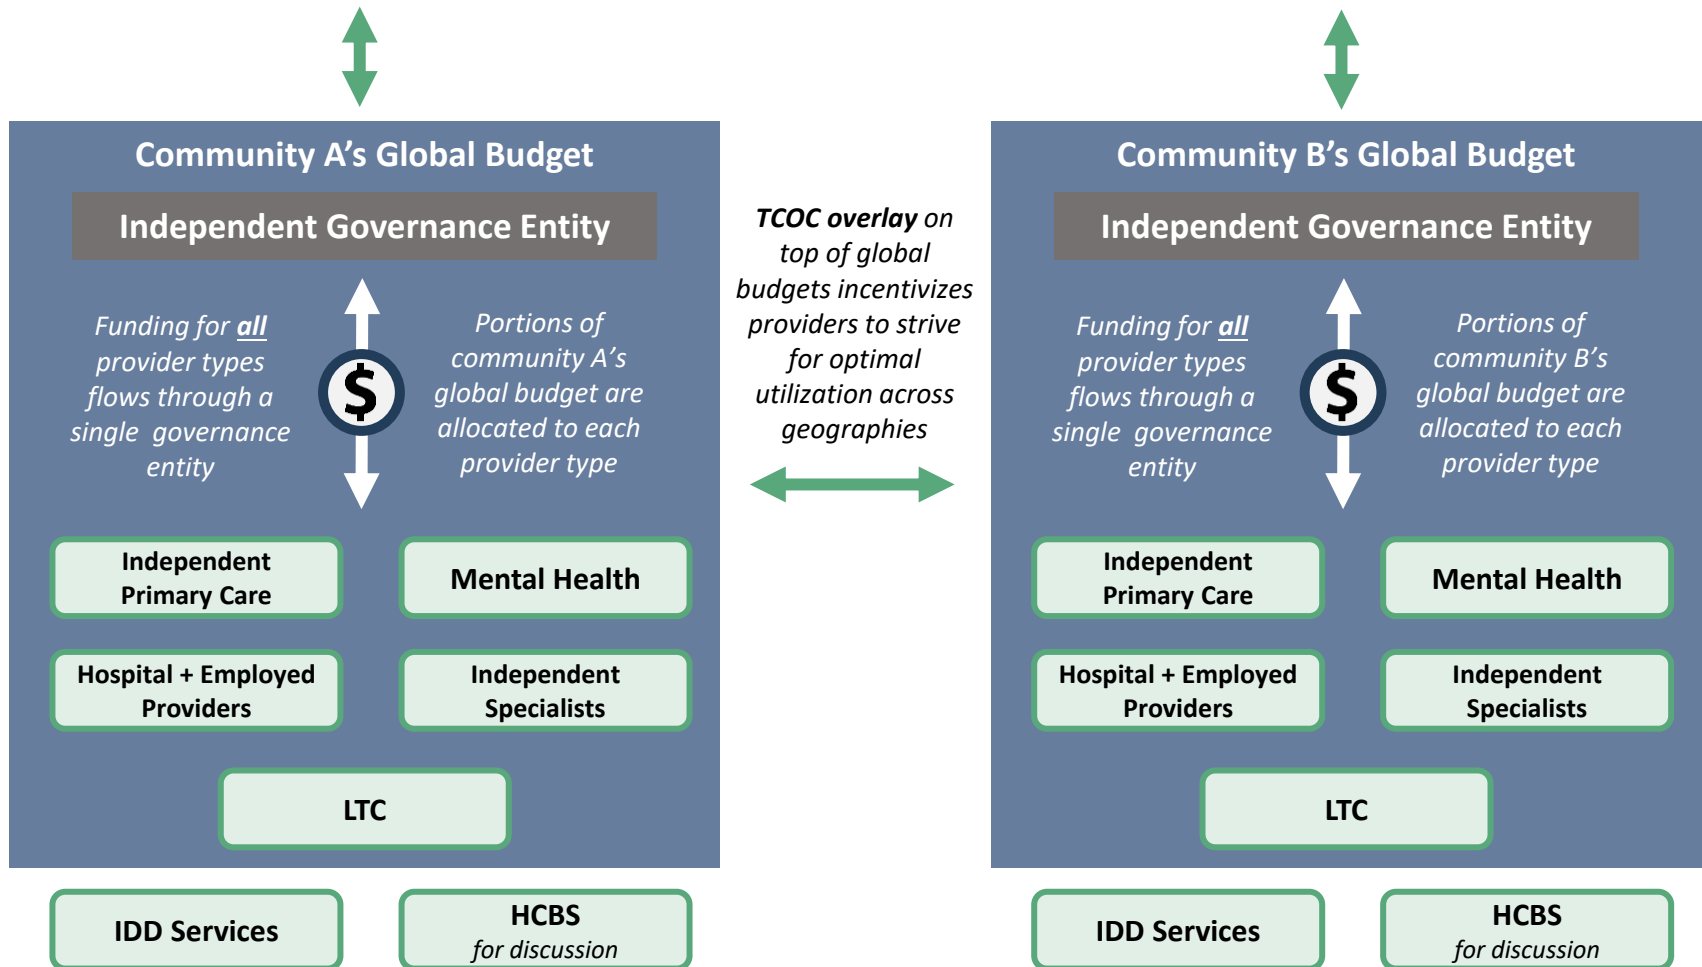 Community A's Global Budget
Independent Governance Entity
Funding for all
provider types
flows through a
single governance
entity
$
Portions of
community A's
global budget are
allocated to each
provider type
Independent
Primary Care
Mental Health
Hospital + Employed
Providers
Independent
Specialists
LTC
IDD Services
HCBS
for discussion
TCOC overlay on
top of global
budgets incentivizes
providers to strive
for optimal
utilization across
geographies
Community B's Global Budget
Independent Governance Entity
Funding for all
provider types
flows through a
single governance
entity
$
Portions of
community B's
global budget are
allocated to each
provider type
Independent
Primary Care
Mental Health
Hospital + Employed
Providers
Independent
Specialists
LTC
IDD Services
HCBS
for discussion